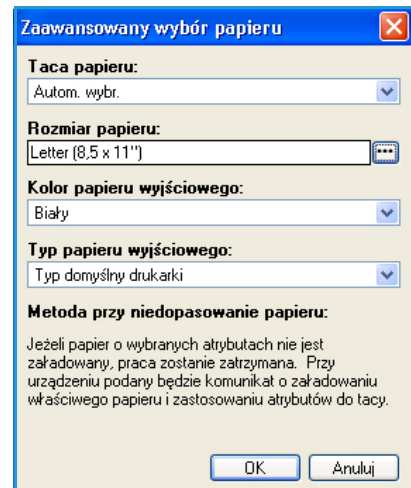 Zaawansowany wybór papieru
Taca papieru:
Autom. wybr.
Rozmiar papieru:
Letter (8,5 x 11")
Kolor papieru wyjściowego:
Biały
Typ papieru wyjściowego:
Typ domyślny drukarki
Metoda przy niedopasowanie papieru:
Jeżeli papier o wybranych atrybutach nie jest
załadowany, praca zostanie zatrzymana. Przy
urządzeniu podany będzie komunikat o załadowaniu
właściwego papieru i zastosowaniu atrybutów do tacy.
OK Anuluj